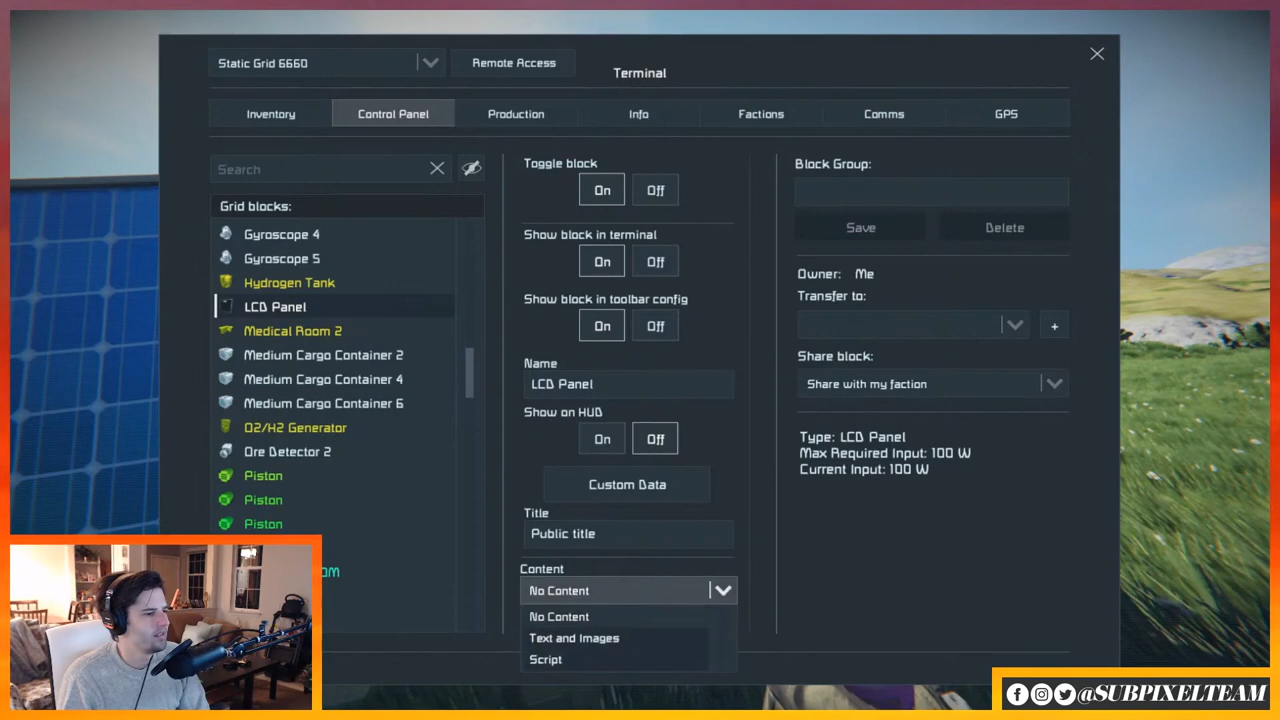 Static Grid 6660
Remote Access
Terminal
Inventory
Control Panel
Production
Info
Factions
Comms
GPS
Search
Grid blocks:
Gyroscope 4
Gyroscope 5
Hydrogen Tank
LCD Panel
Medical Room 2
Medium Cargo Container 2
Medium Cargo Container 4
Medium Cargo Container 6
O2/H2 Generator
Ore Detector 2
Piston
Piston
Piston
Toggle block
On Off
Show block in terminal
On Off
Show block in toolbar config
On Off
Name
LCD Panel
Show on HUD
On Off
Custom Data
Title
Public title
Content
No Content
No Content
Text and Images
Script
Block Group:
Save Delete
Owner: Me
Transfer to:
+
Share block:
Share with my faction
Type: LCD Panel
Max Required Input: 100 W
Current Input: 100 W
@SUBPIXELTEAM